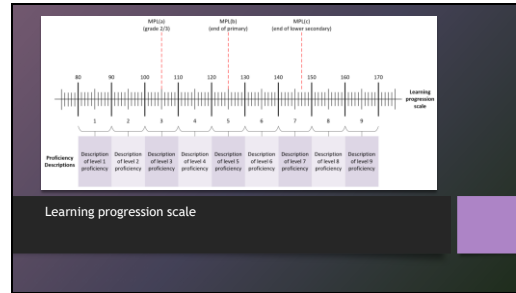 MPL(a) MPL(b) MPL(c)
(grade 2/3) (end of primary) (end of lower secondary)
80 90 100 110 120 130 140 150 160 170
Learning
progression
scale
1 2 3 4 5 6 7 8 9
Proficiency
Descriptions
Description
of level 1
proficiency
Description
of level 2
proficiency
Description
of level 3
proficiency
Description
of level 4
proficiency
Description
of level 5
proficiency
Description
of level 6
proficiency
Description
of level 7
proficiency
Description
of level 8
proficiency
Description
of level 9
proficiency
Learning progression scale